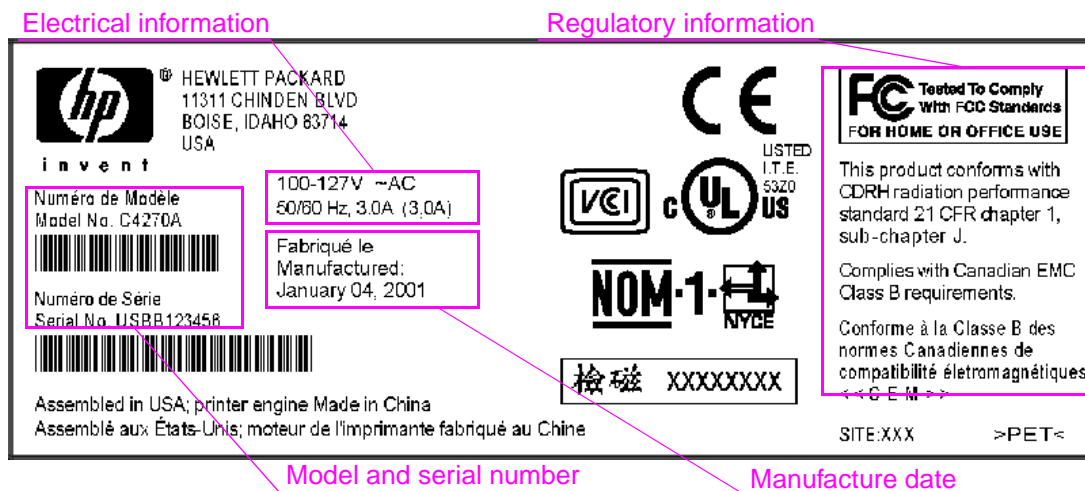 Electrical information
Regulatory information
hp
®
invent
HEWLETT PACKARD
11311 CHINDEN BLVD
BOISE, IDAHO 83714
USA
Numéro de Modèle
Model No. C4270A
Numéro de Série
Serial No. USBB123456
100-127V ~AC
50/60 Hz, 3.0A (3,0A)
Fabriqué le
Manufactured:
January 04, 2001
Assembled in USA; printer engine Made in China
Assemblé aux États-Unis; moteur de l'imprimante fabriqué au Chine
CE
VCI
C UL ® US
LISTED
I.T.E.
53Z0
NOM-1-
NYCE
檢磁 XXXXXXXX
FC Tested To Comply
With FCC Standards
FOR HOME OR OFFICE USE
This product conforms with
CDRH radiation performance
standard 21 CFR chapter 1,
sub-chapter J.
Complies with Canadian EMC
Class B requirements.
Conforme à la Classe B des
normes Canadiennes de
compatibilité életromagnétiques
<<C E M>>
SITE:XXX >PET<
Model and serial number
Manufacture date